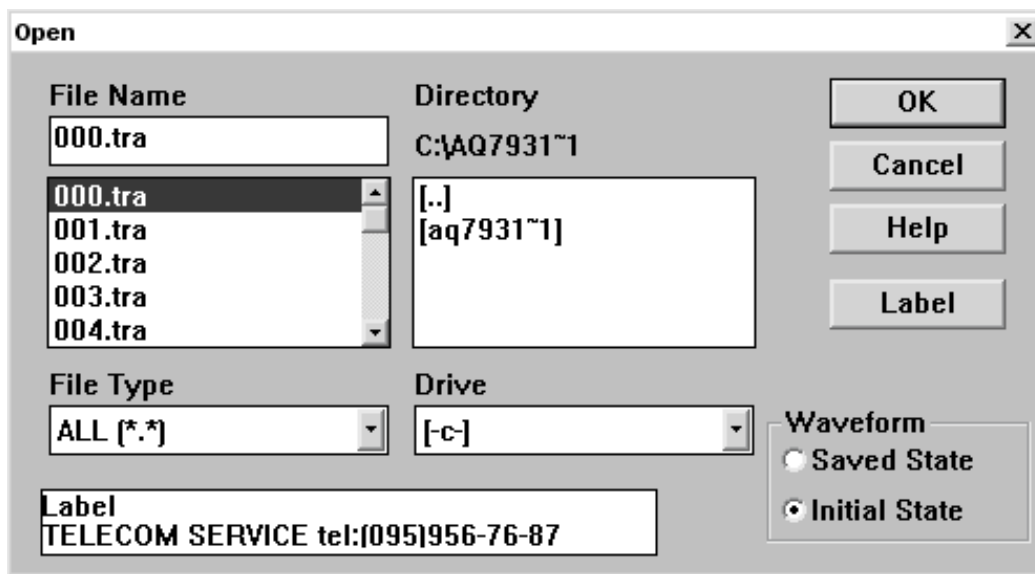 Open
File Name
000.tra
000.tra
001.tra
002.tra
003.tra
004.tra
Directory
C:\AQ7931~1
[..]
[aq7931~1]
OK
Cancel
Help
Label
File Type
ALL (*.*)
Drive
[-c-]
Waveform
Saved State
Initial State
Label
TELECOM SERVICE tel:(095)956-76-87